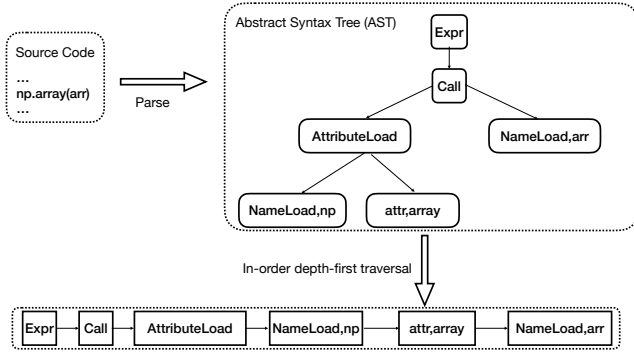 Source Code
...
np.array(arr)
...
Parse
Abstract Syntax Tree (AST)
Expr
Call
AttributeLoad
NameLoad,arr
NameLoad,np
attr,array
In-order depth-first traversal
Expr
Call
AttributeLoad
NameLoad,np
attr,array
NameLoad,arr